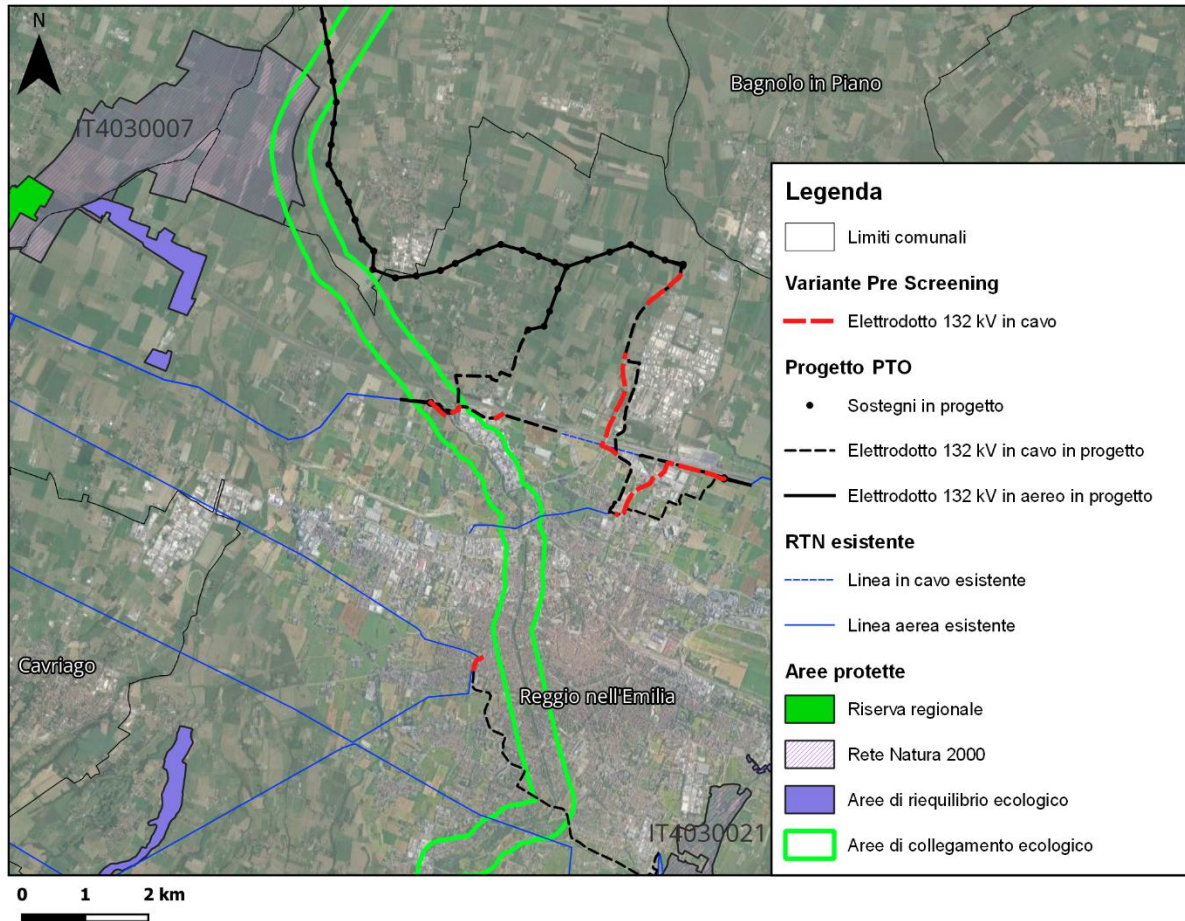 N
Bagnolo in Piano
IT4030007
Cavriago
Reggio nell'Emilia
IT4030021
Legenda
Limiti comunali
Variante Pre Screening
Elettrodotto 132 kV in cavo
Progetto PTO
Sostegni in progetto
Elettrodotto 132 kV in cavo in progetto
Elettrodotto 132 kV in aereo in progetto
RTN esistente
Linea in cavo esistente
Linea aerea esistente
Aree protette
Riserva regionale
Rete Natura 2000
Aree di riequilibrio ecologico
Aree di collegamento ecologico
0 1 2 km